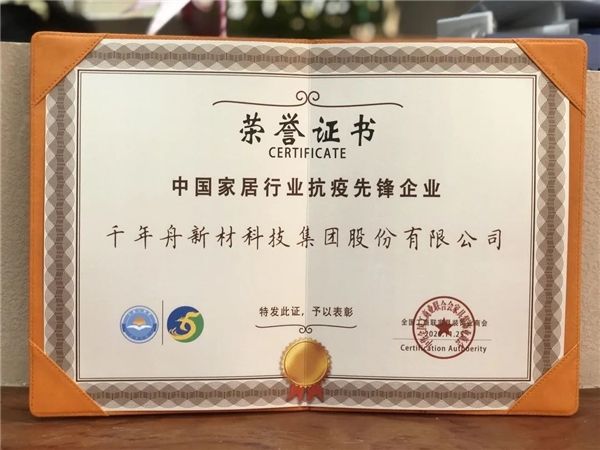 荣誉证书
CERTIFICATE
中国家居行业抗疫先锋企业
千年舟新材科技集团股份有限公司
特发此证，予以表彰
Certification Authoerity